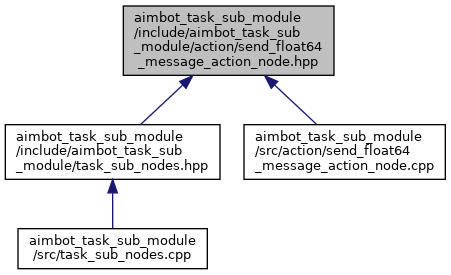 aimbot_task_sub_module
/include/aimbot_task_sub
_module/action/send_float64
_message_action_node.hpp
aimbot_task_sub_module
/include/aimbot_task_sub
_module/task_sub_nodes.hpp
aimbot_task_sub_module
/src/action/send_float64
_message_action_node.cpp
aimbot_task_sub_module
/src/task_sub_nodes.cpp